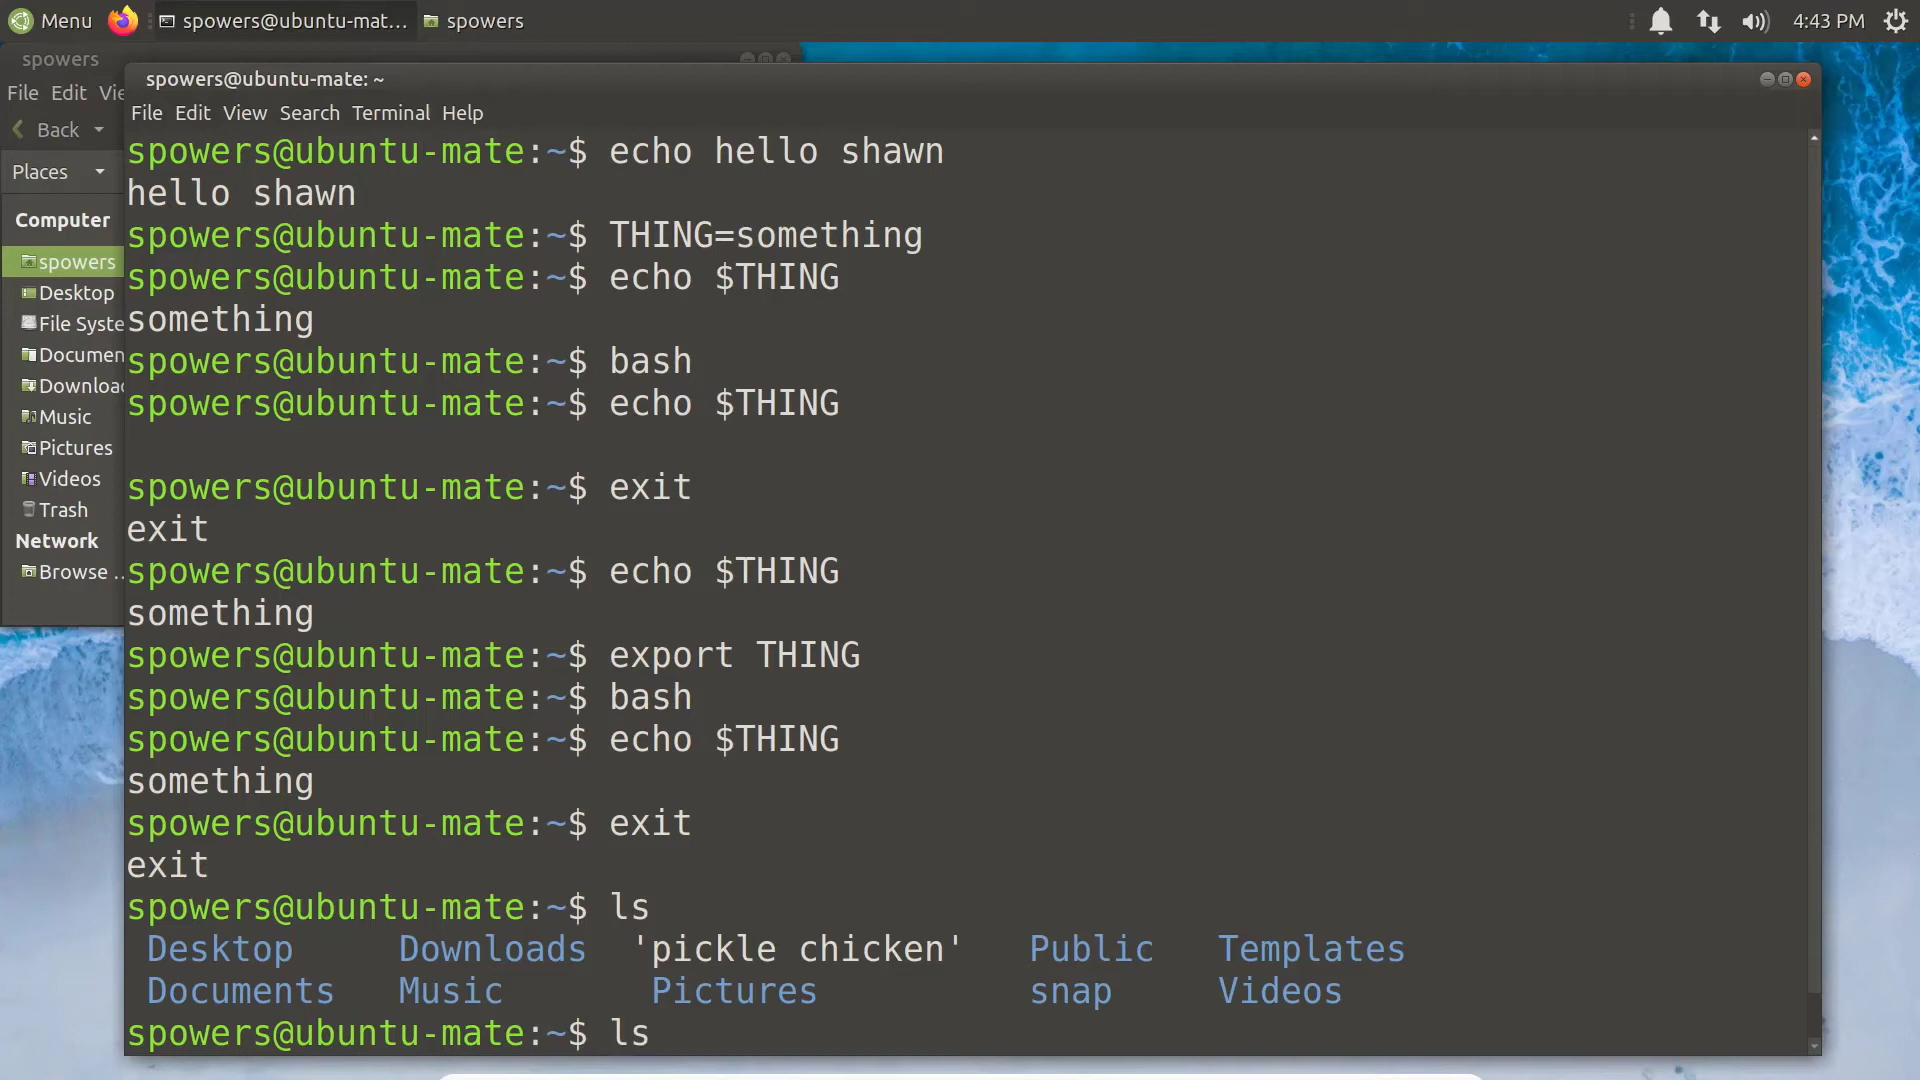 Menu spowers@ubuntu-mat... spowers 4:43 PM
spowers
File Edit
Back
Places
Computer
spowers
Desktop
Music
Pictures
Videos
Trash
Network
Browse ..
spowers@ubuntu-mate: ~
File Edit View Search Terminal Help
spowers@ubuntu-mate:~$ echo hello shawn
hello shawn
spowers@ubuntu-mate:~$ THING=something
spowers@ubuntu-mate:~$ echo $THING
something
spowers@ubuntu-mate:~$ bash
spowers@ubuntu-mate:~$ echo $THING
spowers@ubuntu-mate:~$ exit
exit
spowers@ubuntu-mate:~$ echo $THING
something
spowers@ubuntu-mate:~$ export THING
spowers@ubuntu-mate:~$ bash
spowers@ubuntu-mate:~$ echo $THING
something
spowers@ubuntu-mate:~$ exit
exit
spowers@ubuntu-mate:~$ ls
Desktop Downloads 'pickle chicken' Public Templates
Documents Music Pictures snap Videos
spowers@ubuntu-mate:~$ ls